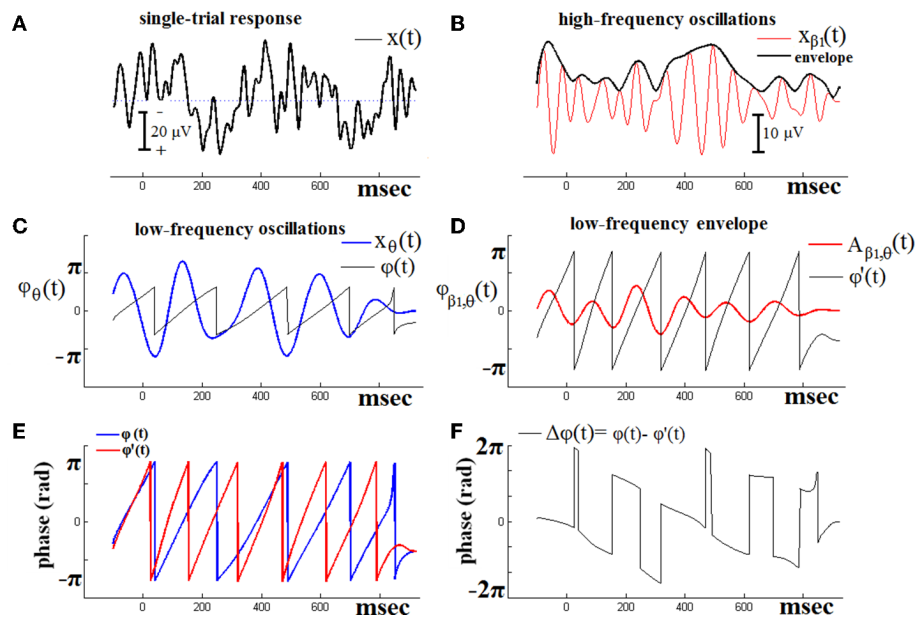 A
single-trial response
x(t)
-
20 µV
+
0 200 400 600
msec
B
high-frequency oscillations
xβ1(t)
envelope
10 µV
0 200 400 600
msec
C
low-frequency oscillations
xθ(t)
φ(t)
π
φθ(t) 0
-π
0 200 400 600
msec
D
low-frequency envelope
Aβ1,θ(t)
φ'(t)
π
φβ1,θ(t) 0
-π
0 200 400 600
msec
E
φ (t)
φ'(t)
π
phase (rad) 0
-π
0 200 400 600
msec
F
Δφ(t)= φ(t)- φ'(t)
2π
phase (rad) 0
-2π
0 200 400 600
msec